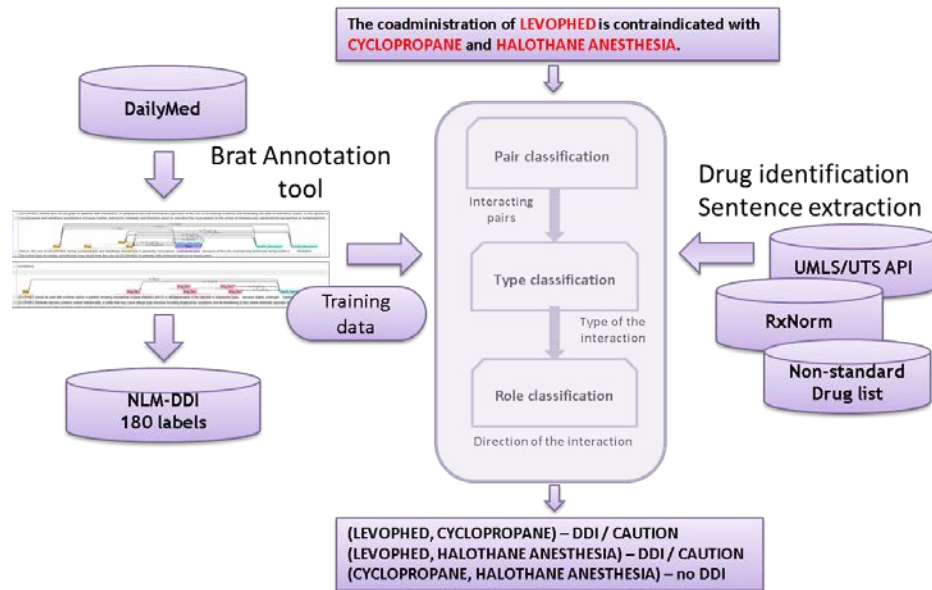 The coadministration of LEVOPHED is contraindicated with
CYCLOPROPANE and HALOTHANE ANESTHESIA.
DailyMed
Brat Annotation
tool
Training
data
NLM-DDI
180 labels
Pair classification
Interacting
pairs
Type classification
Type of the
interaction
Role classification
Direction of the interaction
Drug identification
Sentence extraction
UMLS/UTS API
RxNorm
Non-standard
Drug list
(LEVOPHED, CYCLOPROPANE) – DDI / CAUTION
(LEVOPHED, HALOTHANE ANESTHESIA) – DDI / CAUTION
(CYCLOPROPANE, HALOTHANE ANESTHESIA) – no DDI